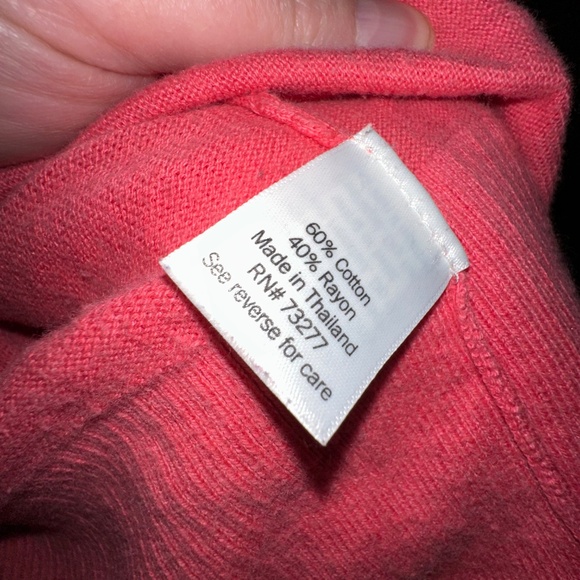 60% Cotton
40% Rayon
Made in Thailand
RN# 73277
See reverse for care